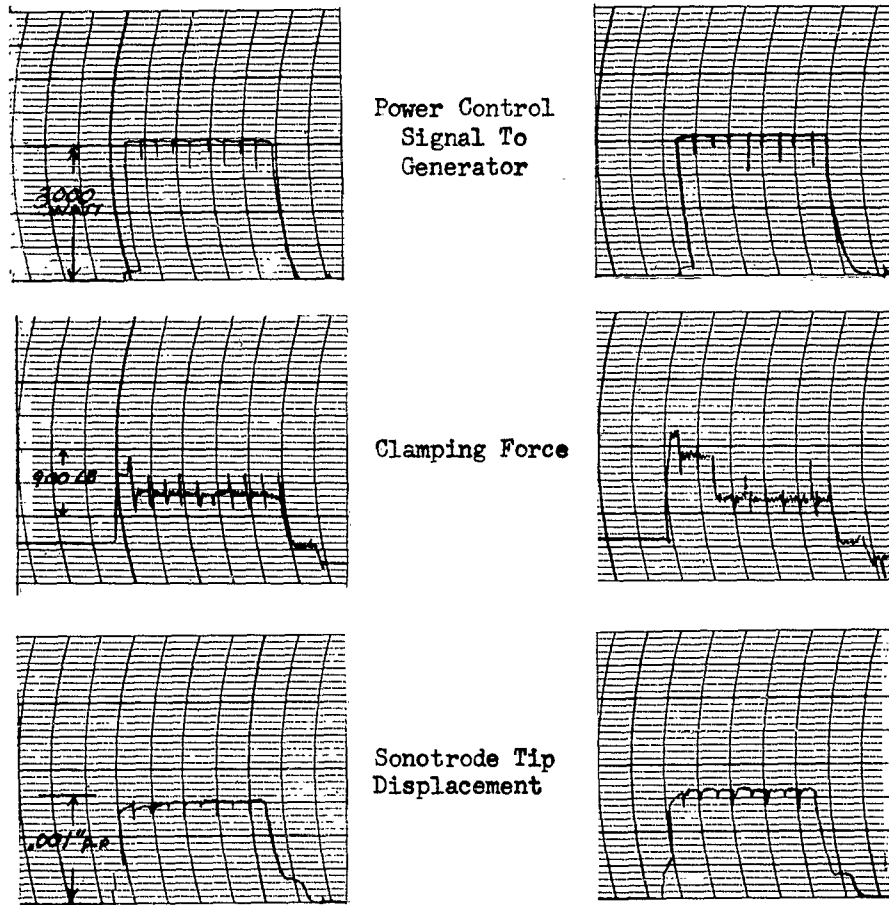 Power Control
Signal To
Generator
3000
WATT
Clamping Force
900 LB
Sonotrode Tip
Displacement
.001" P.P